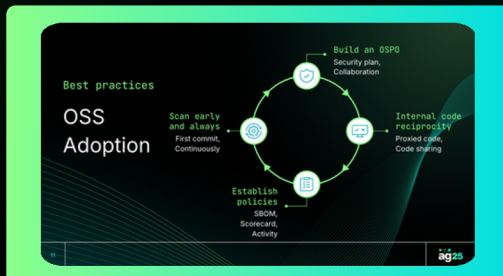 Best practices
OSS
Adoption
Build an OSPO
Security plan,
Collaboration
Internal code
reciprocity
Proxied code,
Code sharing
Establish
policies
SBOM,
Scorecard,
Activity
Scan early
and always
First commit,
Continuously
11
ag25